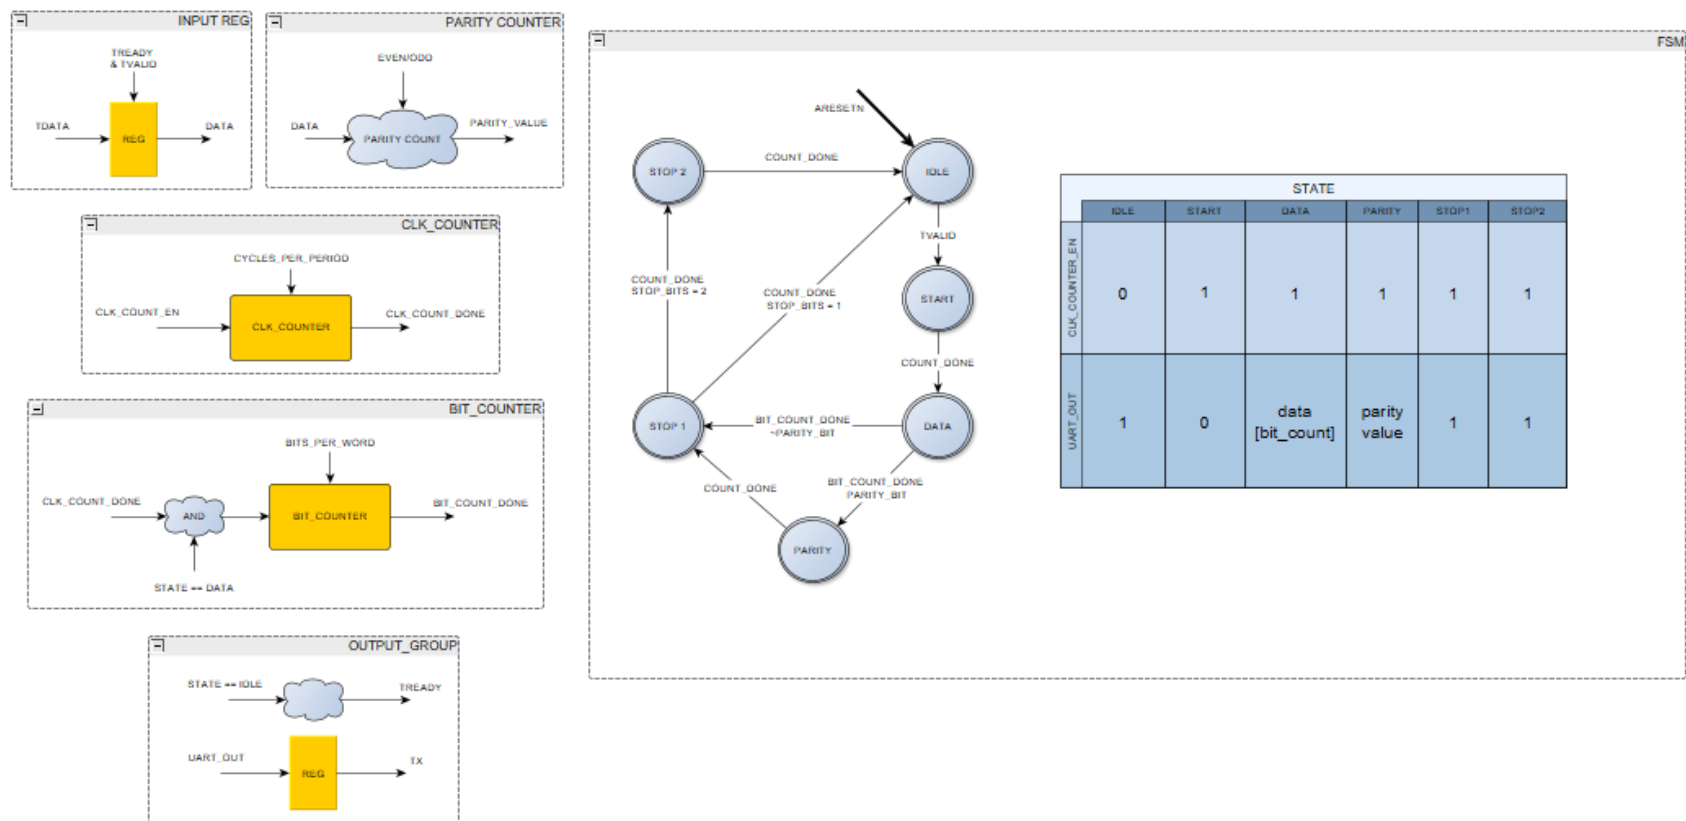 INPUT REG
TREADY
& TVALID
TDATA
REG
DATA
PARITY COUNTER
EVEN/ODD
DATA
PARITY COUNT
PARITY_VALUE
CLK_COUNTER
CYCLES_PER_PERIOD
CLK_COUNT_EN
CLK_COUNTER
CLK_COUNT_DONE
BIT_COUNTER
BITS_PER_WORD
CLK_COUNT_DONE
AND
BIT_COUNTER
BIT_COUNT_DONE
STATE == DATA
OUTPUT_GROUP
STATE == IDLE
TREADY
UART_OUT
REG
TX
FSM
ARESETN
STOP 2
COUNT_DONE
IDLE
TVALID
COUNT_DONE
STOP_BITS = 2
COUNT_DONE
STOP_BITS = 1
START
COUNT_DONE
STOP 1
BIT_COUNT_DONE
~PARITY_BIT
DATA
COUNT_DONE
BIT_COUNT_DONE
PARITY_BIT
PARITY
STATE
IDLE START DATA PARITY STOP1 STOP2
CLK_COUNTER_EN
0 1 1 1 1 1
UART_OUT
1 0 data [bit_count] parity value 1 1